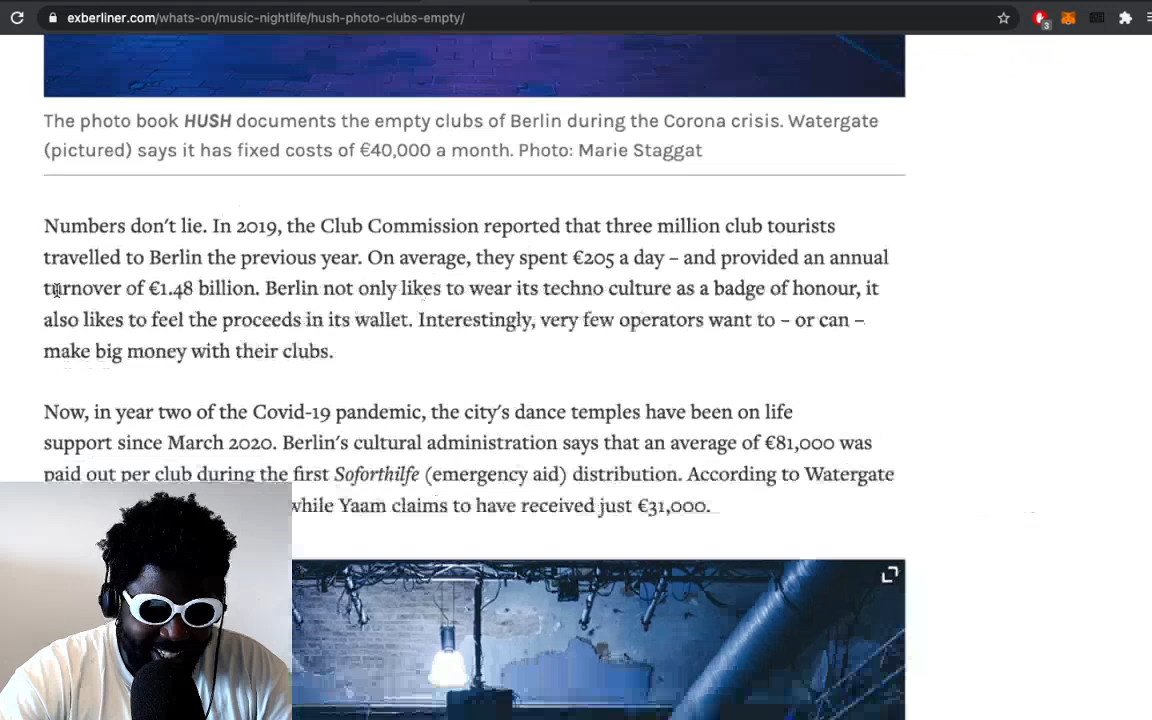 exberliner.com/whats-on/music-nightlife/hush-photo-clubs-empty/
3
The photo book HUSH documents the empty clubs of Berlin during the Corona crisis. Watergate
(pictured) says it has fixed costs of €40,000 a month. Photo: Marie Staggat
Numbers don't lie. In 2019, the Club Commission reported that three million club tourists
travelled to Berlin the previous year. On average, they spent €205 a day – and provided an annual
turnover of €1.48 billion. Berlin not only likes to wear its techno culture as a badge of honour, it
also likes to feel the proceeds in its wallet. Interestingly, very few operators want to – or can –
make big money with their clubs.
Now, in year two of the Covid-19 pandemic, the city's dance temples have been on life
support since March 2020. Berlin's cultural administration says that an average of €81,000 was
paid out per club during the first Soforthilfe (emergency aid) distribution. According to Watergate
while Yaam claims to have received just €31,000.